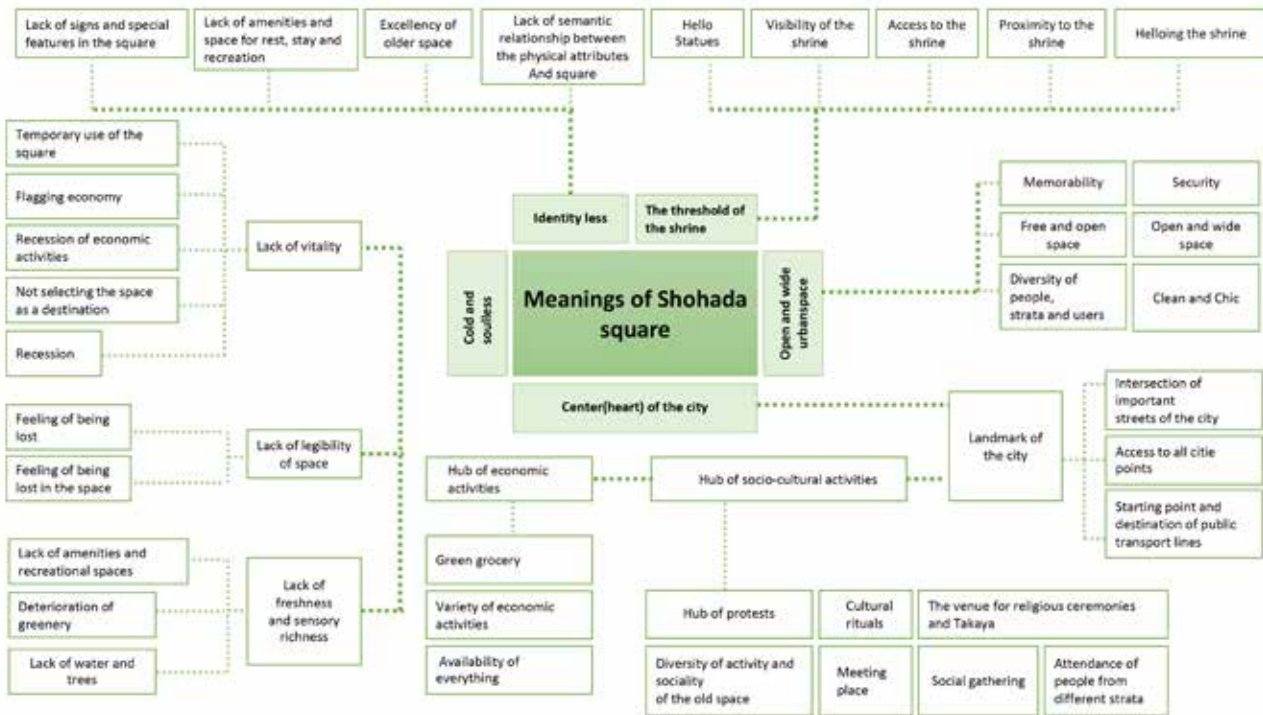 Lack of signs and special
features in the square
Lack of amenities and
space for rest, stay and
recreation
Excellency of
older space
Lack of semantic
relationship between
the physical attributes
And square
Hello
Statues
Visibility of the
shrine
Access to the
shrine
Proximity to the
shrine
Helloing the shrine
Temporary use of the
square
Flagging economy
Recession of economic
activities
Not selecting the space
as a destination
Recession
Lack of vitality
Identity less
The threshold of
the shrine
Cold and
soulless
Meanings of Shohada
square
Open and wide
urbanspace
Center(heart) of the city
Memorability
Security
Free and open
space
Open and wide
space
Diversity of
people,
strata and users
Clean and Chic
Feeling of being
lost
Feeling of being
lost in the space
Lack of legibility
of space
Hub of economic
activities
Hub of socio-cultural activities
Landmark of
the city
Intersection of
important
streets of the city
Access to all citie
points
Starting point and
destination of public
transport lines
Lack of amenities and
recreational spaces
Deterioration of
greenery
Lack of water and
trees
Lack of
freshness
and sensory
richness
Green grocery
Variety of economic
activities
Availability of
everything
Hub of protests
Cultural
rituals
The venue for religious ceremonies
and Takaya
Diversity of activity and
sociality
of the old space
Meeting
place
Social gathering
Attendance of
people from
different strata